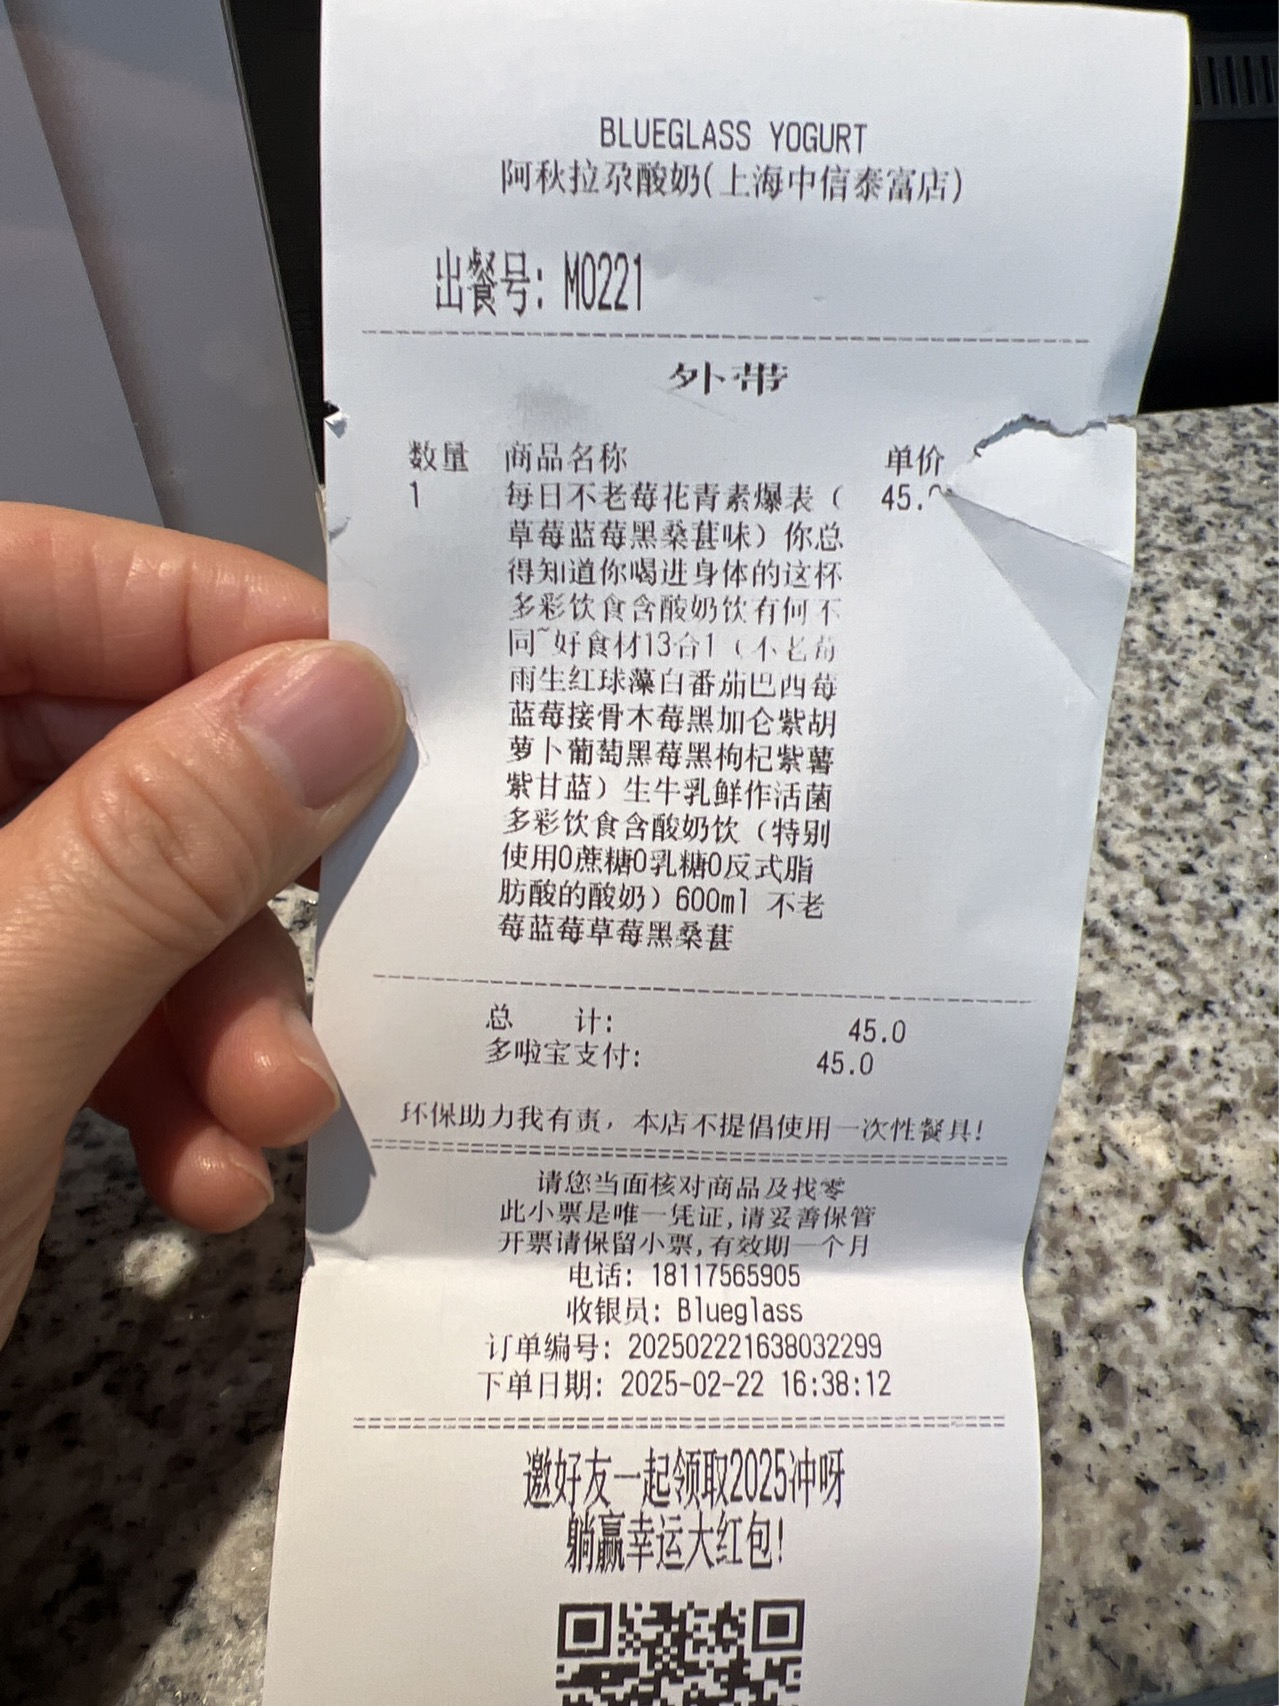 BLUEGLASS YOGURT
阿秋拉尕酸奶(上海中信泰富店)
出餐号: M0221
外带
数量 商品名称 单价
1 每日不老莓花青素爆表( 45.
草莓蓝莓黑桑葚味)你总
得知道你喝进身体的这杯
多彩饮食含酸奶饮有何不
同~好食材13合1(不老莓
雨生红球藻白番茄巴西莓
蓝莓接骨木莓黑加仑紫胡
萝卜葡萄黑莓黑枸杞紫薯
紫甘蓝)生牛乳鲜作活菌
多彩饮食含酸奶饮(特别
使用0蔗糖0乳糖0反式脂
肪酸的酸奶)600ml 不老
莓蓝莓草莓黑桑葚
总 计: 45.0
多啦宝支付: 45.0
环保助力我有责，本店不提倡使用一次性餐具!
请您当面核对商品及找零
此小票是唯一凭证,请妥善保管
开票请保留小票,有效期一个月
电话: 18117565905
收银员: Blueglass
订单编号: 202502221638032299
下单日期: 2025-02-22 16:38:12
邀好友一起领取2025冲呀
躺赢幸运大红包!